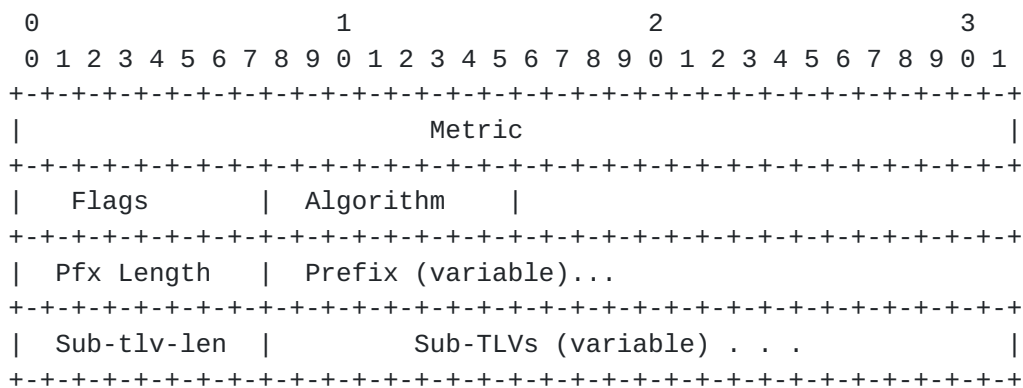 0                   1                   2                   3
 0 1 2 3 4 5 6 7 8 9 0 1 2 3 4 5 6 7 8 9 0 1 2 3 4 5 6 7 8 9 0 1
+-+-+-+-+-+-+-+-+-+-+-+-+-+-+-+-+-+-+-+-+-+-+-+-+-+-+-+-+-+-+-+-+
|                          Metric                               |
+-+-+-+-+-+-+-+-+-+-+-+-+-+-+-+-+-+-+-+-+-+-+-+-+-+-+-+-+-+-+-+-+
|   Flags       |  Algorithm    |
+-+-+-+-+-+-+-+-+-+-+-+-+-+-+-+-+-+-+-+-+-+-+-+-+-+-+-+-+-+-+-+-+
|  Pfx Length   |  Prefix (variable)...
+-+-+-+-+-+-+-+-+-+-+-+-+-+-+-+-+-+-+-+-+-+-+-+-+-+-+-+-+-+-+-+-+
|  Sub-tlv-len  |         Sub-TLVs (variable) . . .             |
+-+-+-+-+-+-+-+-+-+-+-+-+-+-+-+-+-+-+-+-+-+-+-+-+-+-+-+-+-+-+-+-+